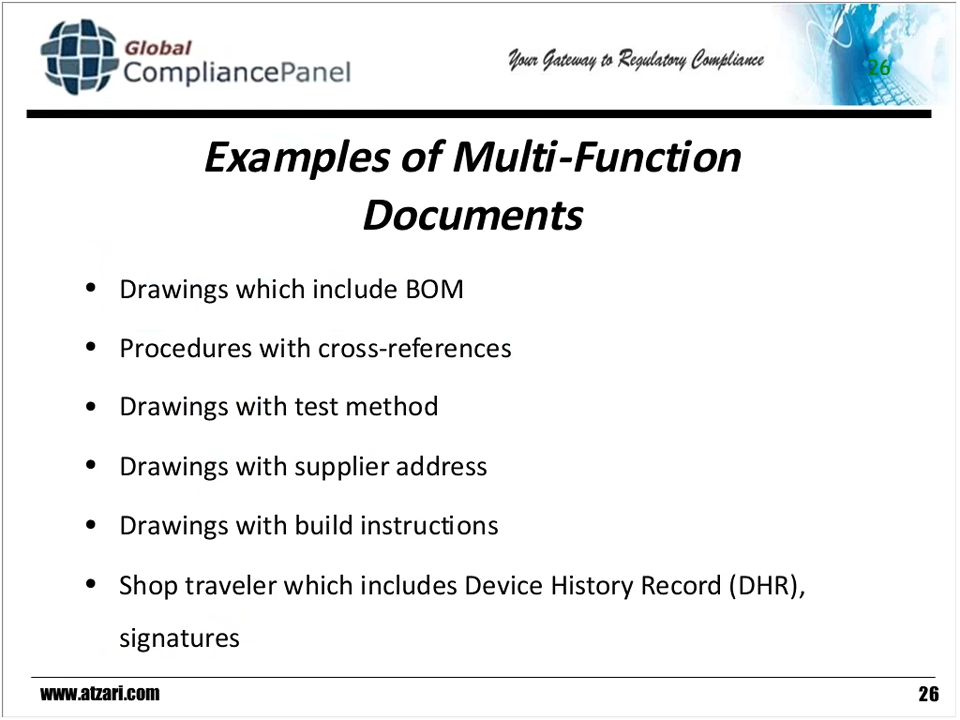 Global
CompliancePanel
Your Gateway to Regulatory Compliance
26
Examples of Multi-Function
Documents
• Drawings which include BOM
• Procedures with cross-references
• Drawings with test method
• Drawings with supplier address
• Drawings with build instructions
• Shop traveler which includes Device History Record (DHR),
signatures
www.atzari.com
26